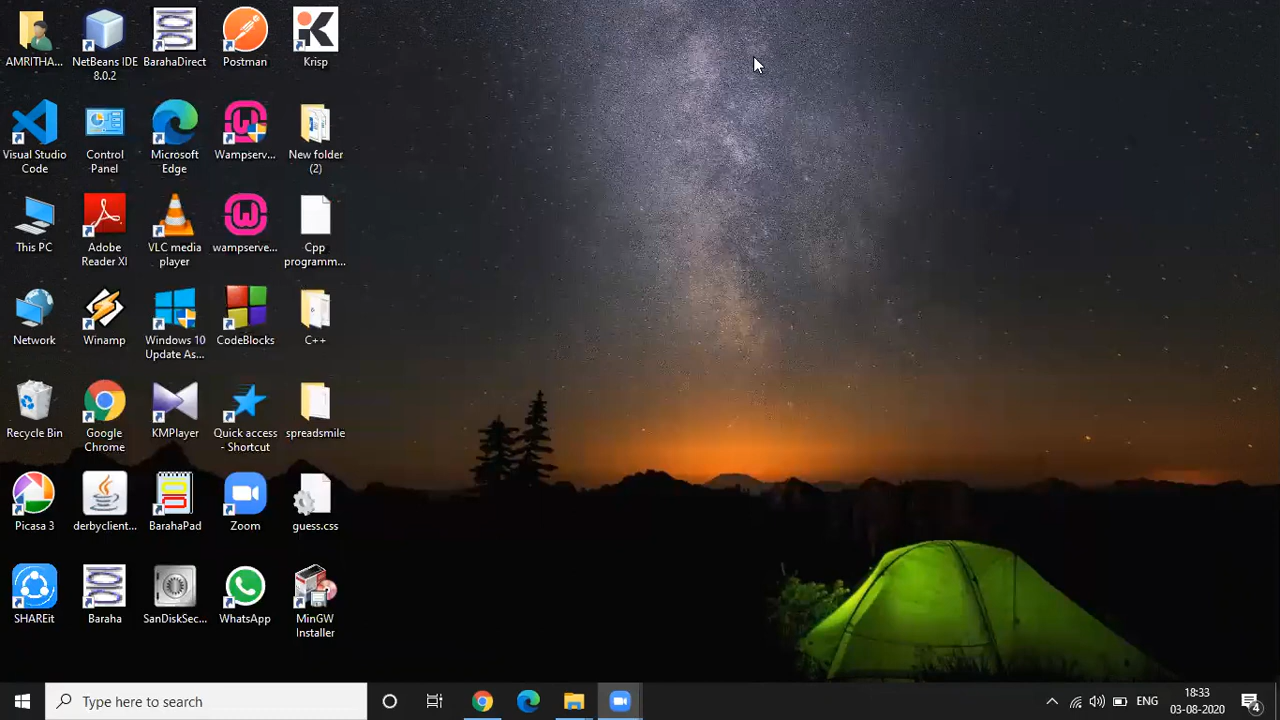 AMRITHA...
NetBeans IDE
8.0.2
BarahaDirect
Postman
Krisp
Visual Studio
Code
Control
Panel
Microsoft
Edge
Wampserv...
New folder
(2)
This PC
Adobe
Reader XI
VLC media
player
wampserve...
Cpp
programm...
Network
Winamp
Windows 10
Update As...
CodeBlocks
C++
Recycle Bin
Google
Chrome
KMPlayer
Quick access
- Shortcut
spreadsmile
Picasa 3
derbyclient...
BarahaPad
Zoom
guess.css
SHAREit
Baraha
SanDiskSec...
WhatsApp
MinGW
Installer
Type here to search
ENG
18:33
03-08-2020
4